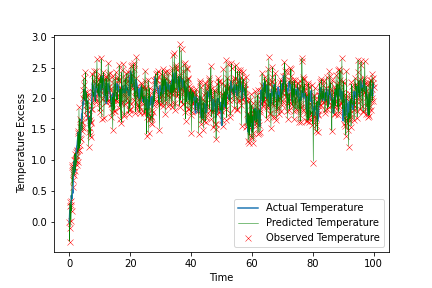 3.0
2.5
2.0
1.5
1.0
0.5
0.0
Temperature Excess
0
20
40
60
80
100
Time
Actual Temperature
Predicted Temperature
Observed Temperature